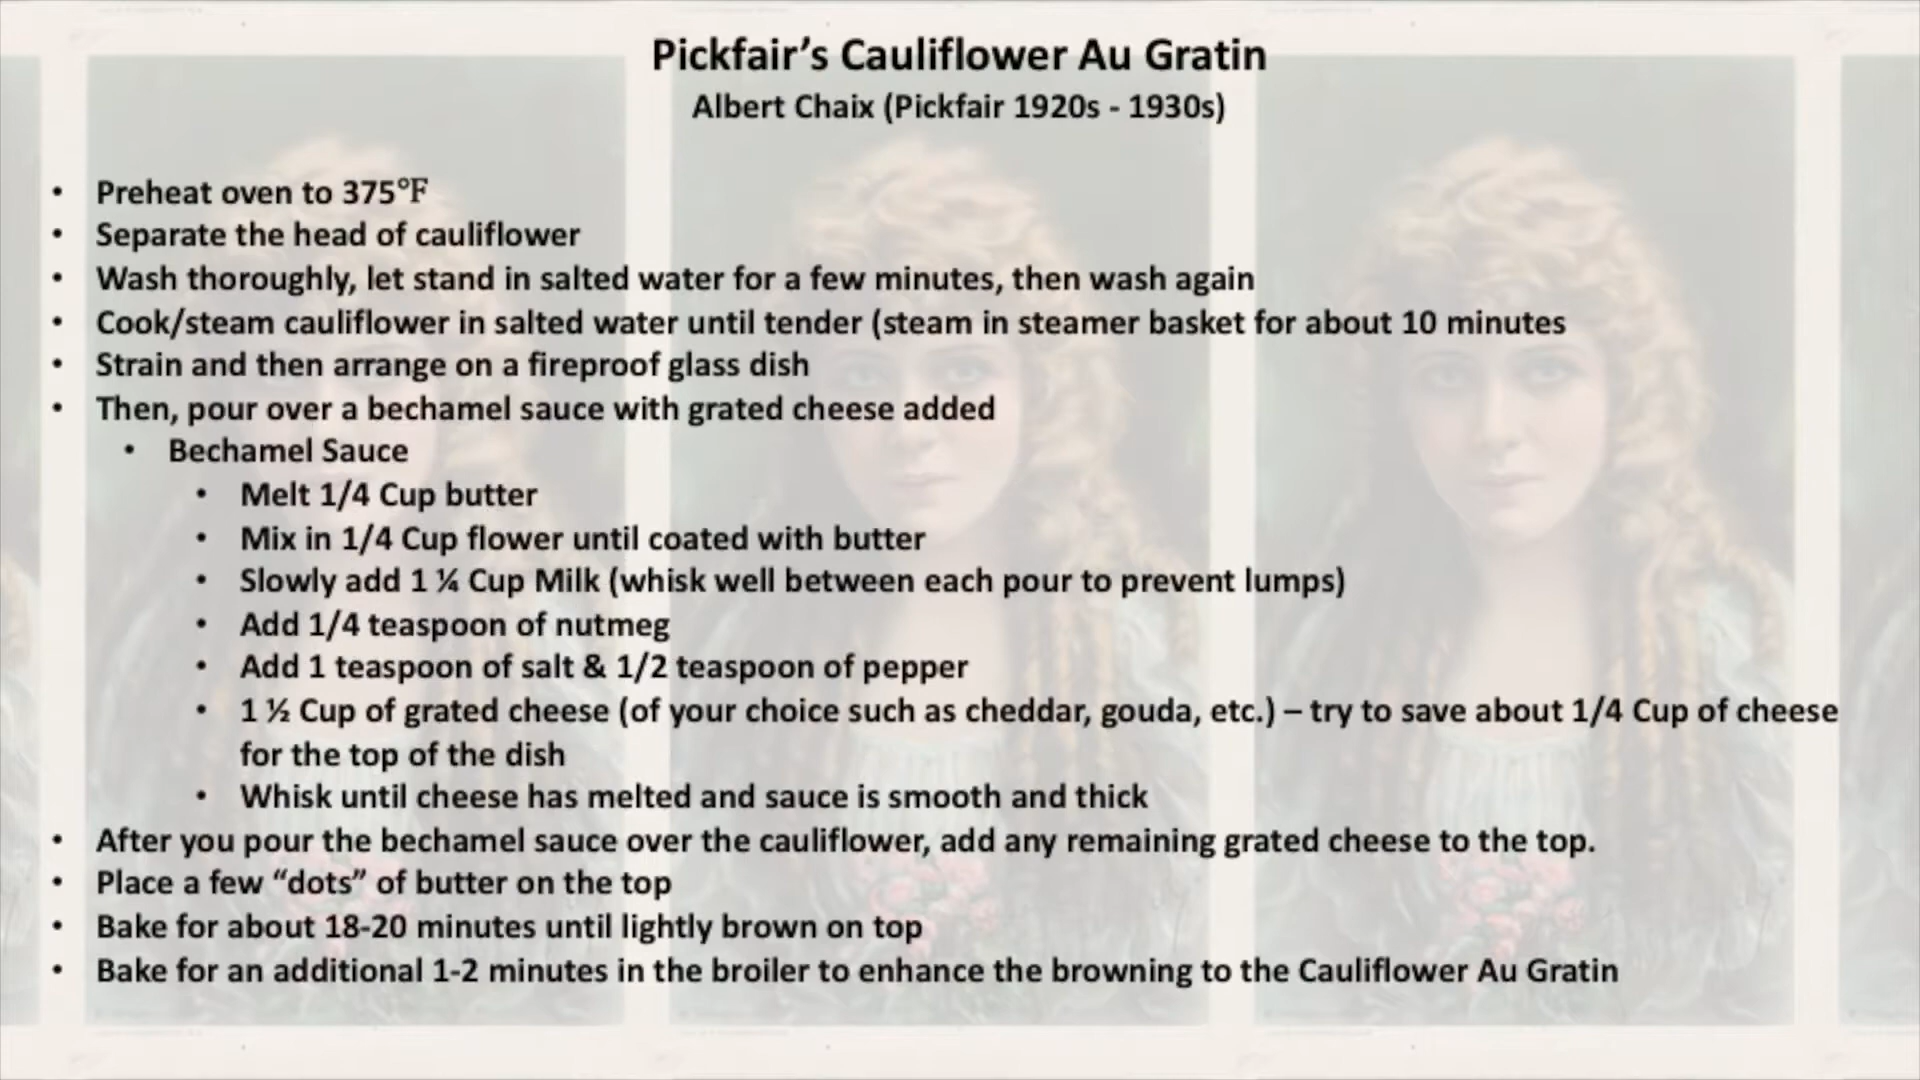 Pickfair’s Cauliflower Au Gratin
Albert Chaix (Pickfair 1920s - 1930s)
• Preheat oven to 375°F
• Separate the head of cauliflower
• Wash thoroughly, let stand in salted water for a few minutes, then wash again
• Cook/steam cauliflower in salted water until tender (steam in steamer basket for about 10 minutes
• Strain and then arrange on a fireproof glass dish
• Then, pour over a bechamel sauce with grated cheese added
• Bechamel Sauce
• Melt 1/4 Cup butter
• Mix in 1/4 Cup flower until coated with butter
• Slowly add 1 ¼ Cup Milk (whisk well between each pour to prevent lumps)
• Add 1/4 teaspoon of nutmeg
• Add 1 teaspoon of salt & 1/2 teaspoon of pepper
• 1 ½ Cup of grated cheese (of your choice such as cheddar, gouda, etc.) – try to save about 1/4 Cup of cheese
for the top of the dish
• Whisk until cheese has melted and sauce is smooth and thick
• After you pour the bechamel sauce over the cauliflower, add any remaining grated cheese to the top.
• Place a few “dots” of butter on the top
• Bake for about 18-20 minutes until lightly brown on top
• Bake for an additional 1-2 minutes in the broiler to enhance the browning to the Cauliflower Au Gratin